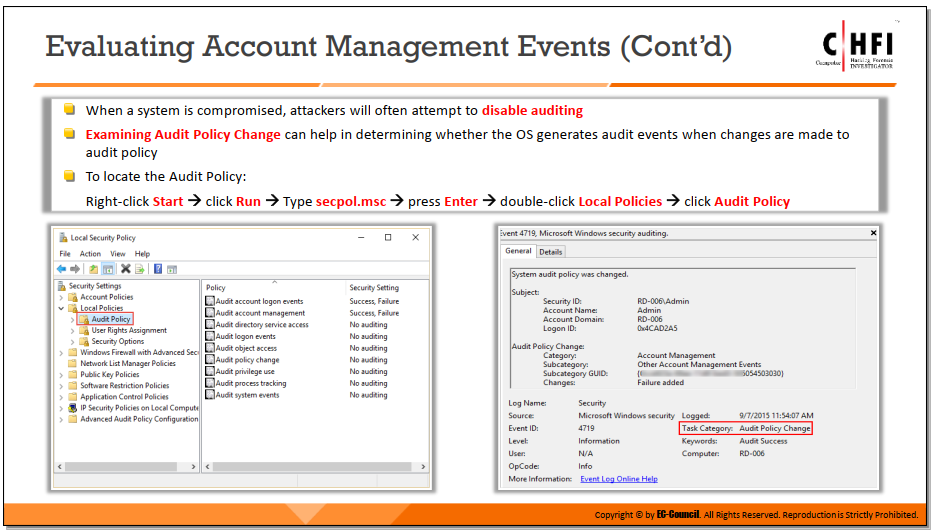 Evaluating Account Management Events (Cont'd)
C HFI
Computer Hacking Forensic
INVESTIGATOR
When a system is compromised, attackers will often attempt to disable auditing
Examining Audit Policy Change can help in determining whether the OS generates audit events when changes are made to
audit policy
To locate the Audit Policy:
Right-click Start → click Run → Type secpol.msc → press Enter → double-click Local Policies → click Audit Policy
Local Security Policy
File Action View Help
Security Settings
Account Policies
Local Policies
Audit Policy
User Rights Assignment
Security Options
Windows Firewall with Advanced Secu
Network List Manager Policies
Public Key Policies
Software Restriction Policies
Application Control Policies
IP Security Policies on Local Compute
Advanced Audit Policy Configuration
Policy Security Setting
Audit account logon events Success, Failure
Audit account management Success, Failure
Audit directory service access No auditing
Audit logon events No auditing
Audit object access No auditing
Audit policy change No auditing
Audit privilege use No auditing
Audit process tracking No auditing
Audit system events No auditing
Event 4719, Microsoft Windows security auditing.
General Details
System audit policy was changed.
Subject:
Security ID: RD-006\Admin
Account Name: Admin
Account Domain: RD-006
Logon ID: 0x4CAD2A5
Audit Policy Change:
Category: Account Management
Subcategory: Other Account Management Events
Subcategory GUID: 5054503030}
Changes: Failure added
Log Name: Security
Source: Microsoft Windows security Logged: 9/7/2015 11:54:07 AM
Event ID: 4719 Task Category: Audit Policy Change
Level: Information Keywords: Audit Success
User: N/A Computer: RD-006
OpCode: Info
More Information: Event Log Online Help
Copyright © by EC-Council. All Rights Reserved. Reproduction is Strictly Prohibited.